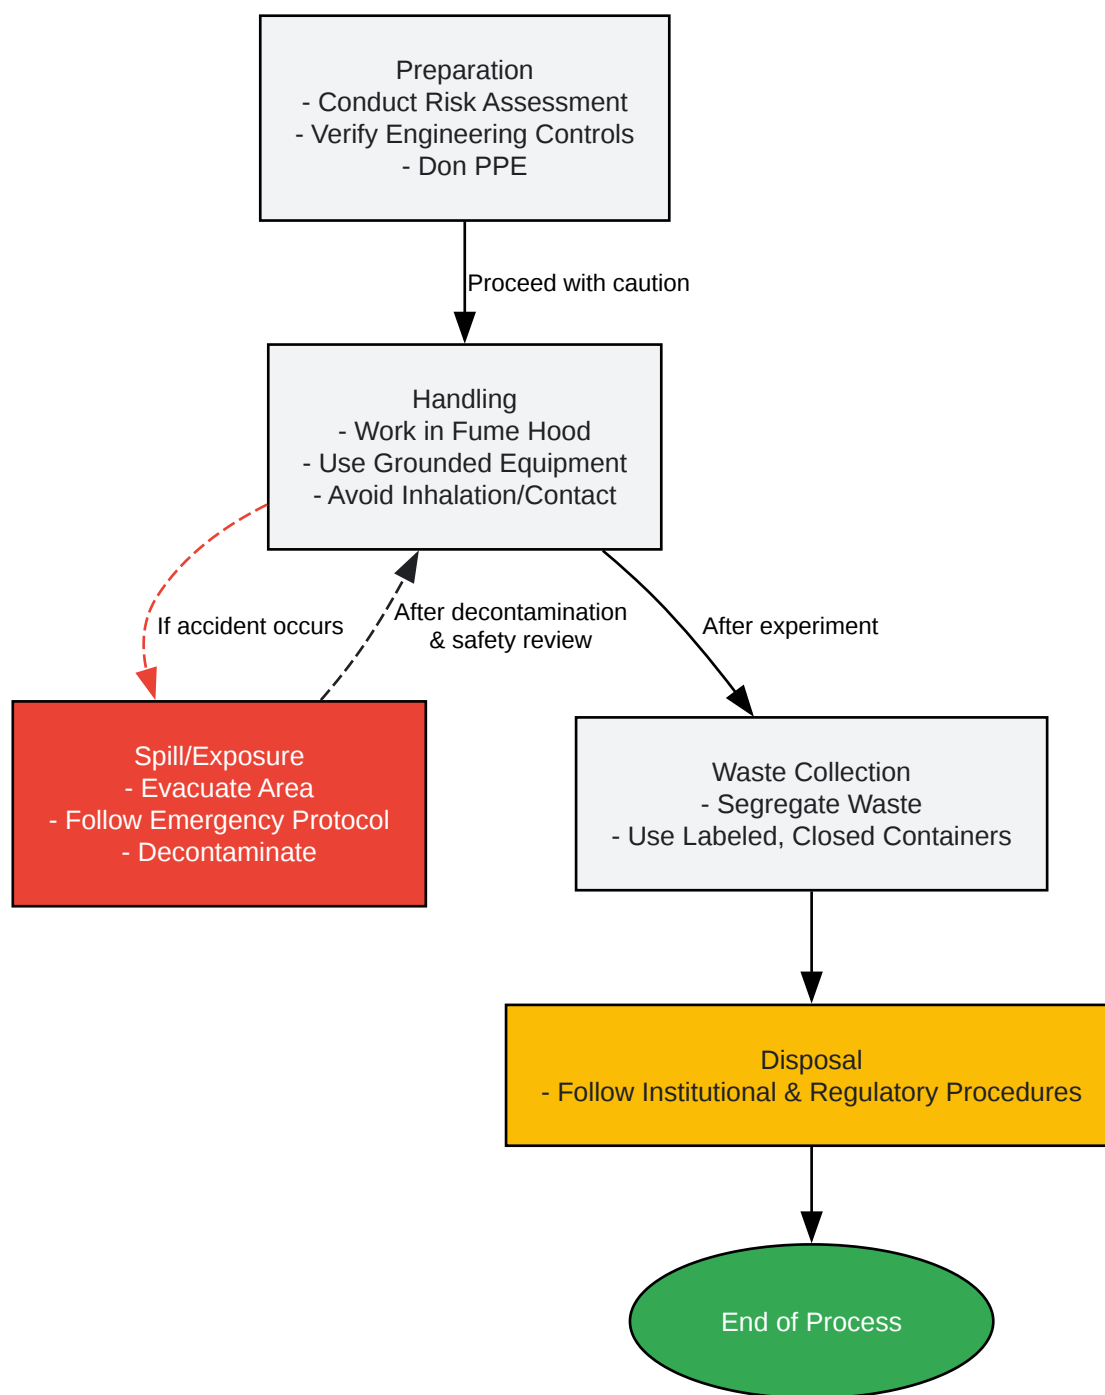 Preparation
- Conduct Risk Assessment
- Verify Engineering Controls
- Don PPE
Proceed with caution
Handling
- Work in Fume Hood
- Use Grounded Equipment
- Avoid Inhalation/Contact
If accident occurs
After decontamination
& safety review
After experiment
Spill/Exposure
- Evacuate Area
- Follow Emergency Protocol
- Decontaminate
Waste Collection
- Segregate Waste
- Use Labeled, Closed Containers
Disposal
- Follow Institutional & Regulatory Procedures
End of Process